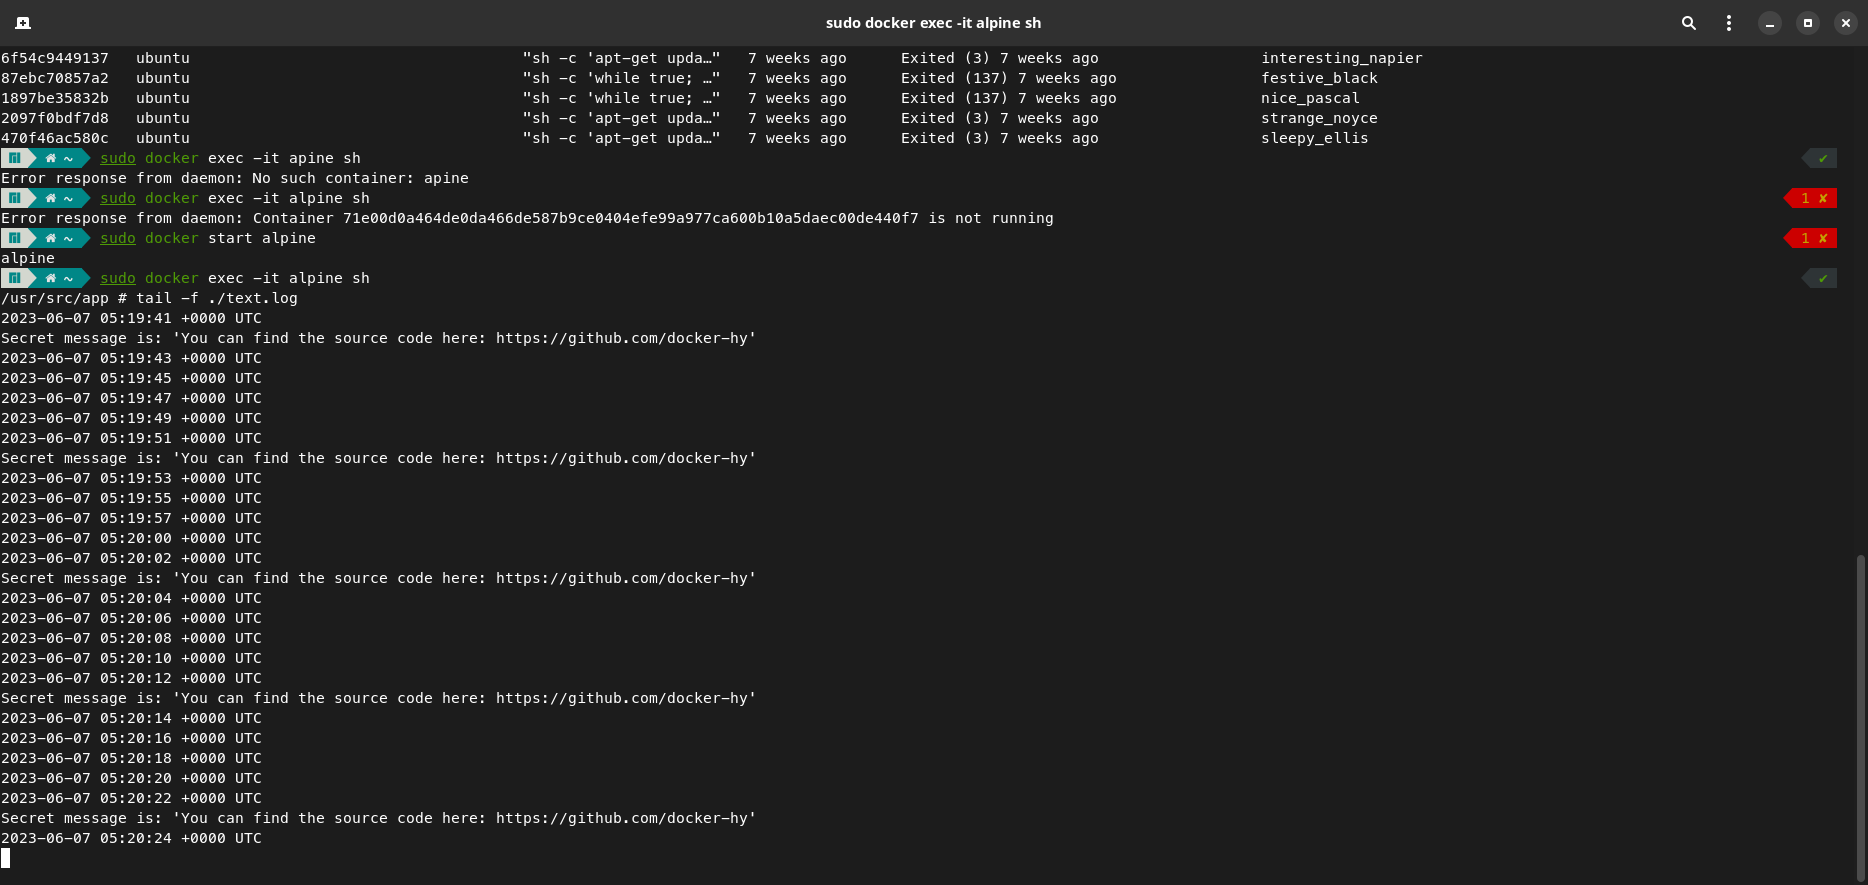 sudo docker exec -it alpine sh
6f54c9449137   ubuntu   "sh -c 'apt-get upda…"   7 weeks ago   Exited (3) 7 weeks ago   interesting_napier
87ebc70857a2   ubuntu   "sh -c 'while true; …"   7 weeks ago   Exited (137) 7 weeks ago   festive_black
1897be35832b   ubuntu   "sh -c 'while true; …"   7 weeks ago   Exited (137) 7 weeks ago   nice_pascal
2097f0bdf7d8   ubuntu   "sh -c 'apt-get upda…"   7 weeks ago   Exited (3) 7 weeks ago   strange_noyce
470f46ac580c   ubuntu   "sh -c 'apt-get upda…"   7 weeks ago   Exited (3) 7 weeks ago   sleepy_ellis
~ sudo docker exec -it apine sh ✔
Error response from daemon: No such container: apine
~ sudo docker exec -it alpine sh 1 ✘
Error response from daemon: Container 71e00d0a464de0da466de587b9ce0404efe99a977ca600b10a5daec00de440f7 is not running
~ sudo docker start alpine 1 ✘
alpine
~ sudo docker exec -it alpine sh ✔
/usr/src/app # tail -f ./text.log
2023-06-07 05:19:41 +0000 UTC
Secret message is: 'You can find the source code here: https://github.com/docker-hy'
2023-06-07 05:19:43 +0000 UTC
2023-06-07 05:19:45 +0000 UTC
2023-06-07 05:19:47 +0000 UTC
2023-06-07 05:19:49 +0000 UTC
2023-06-07 05:19:51 +0000 UTC
Secret message is: 'You can find the source code here: https://github.com/docker-hy'
2023-06-07 05:19:53 +0000 UTC
2023-06-07 05:19:55 +0000 UTC
2023-06-07 05:19:57 +0000 UTC
2023-06-07 05:20:00 +0000 UTC
2023-06-07 05:20:02 +0000 UTC
Secret message is: 'You can find the source code here: https://github.com/docker-hy'
2023-06-07 05:20:04 +0000 UTC
2023-06-07 05:20:06 +0000 UTC
2023-06-07 05:20:08 +0000 UTC
2023-06-07 05:20:10 +0000 UTC
2023-06-07 05:20:12 +0000 UTC
Secret message is: 'You can find the source code here: https://github.com/docker-hy'
2023-06-07 05:20:14 +0000 UTC
2023-06-07 05:20:16 +0000 UTC
2023-06-07 05:20:18 +0000 UTC
2023-06-07 05:20:20 +0000 UTC
2023-06-07 05:20:22 +0000 UTC
Secret message is: 'You can find the source code here: https://github.com/docker-hy'
2023-06-07 05:20:24 +0000 UTC